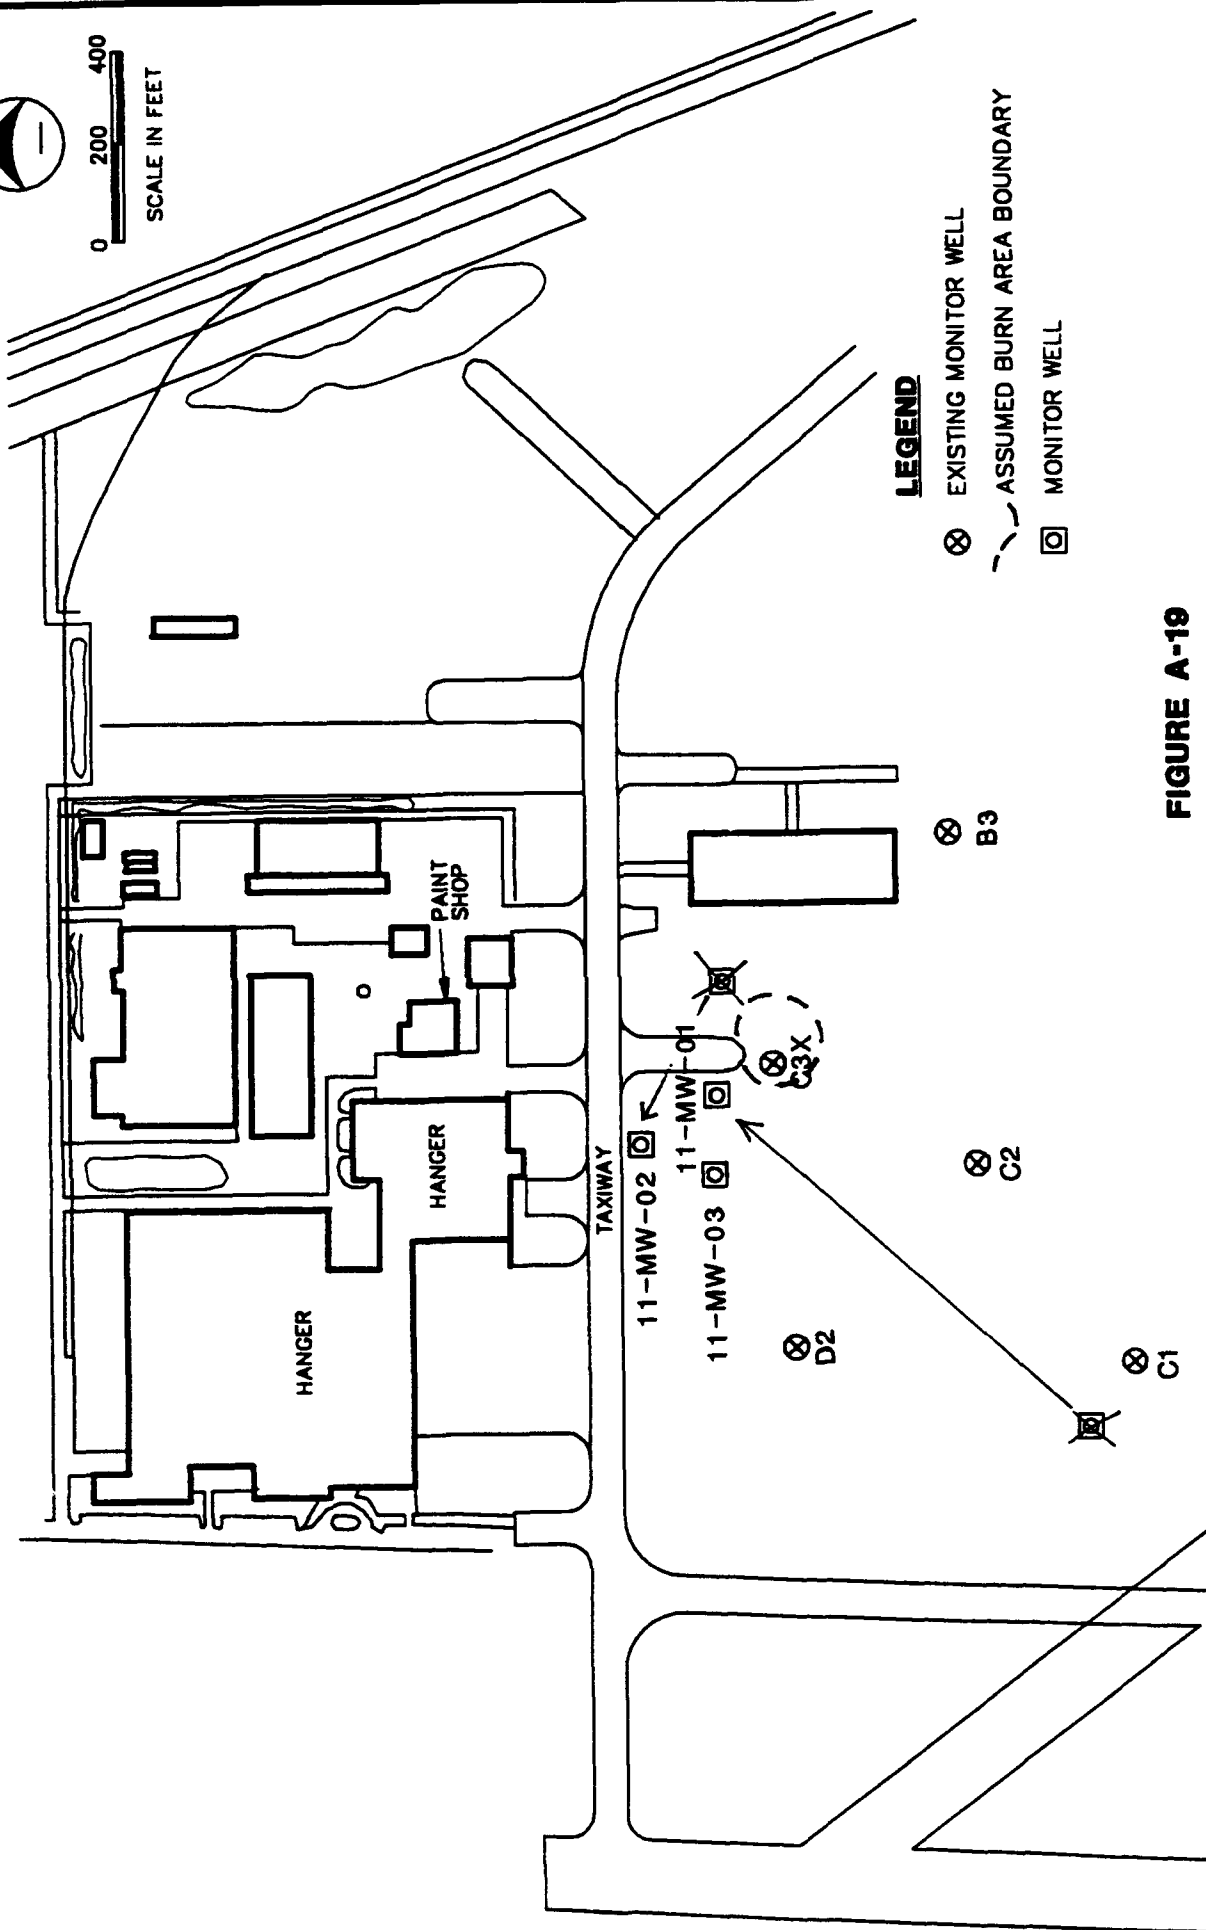 0 200 400
SCALE IN FEET
PAINT
SHOP
HANGER
HANGER
TAXIWAY
11-MW-02
11-MW-01
11-MW-03
C3X
B3
C2
D2
C1
LEGEND
EXISTING MONITOR WELL
ASSUMED BURN AREA BOUNDARY
MONITOR WELL
FIGURE A-19